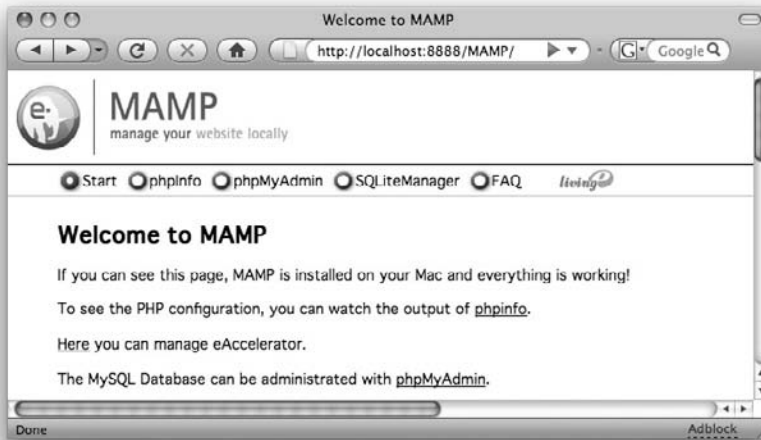 Welcome to MAMP
http://localhost:8888/MAMP/
G
Google
e.
MAMP
manage your website locally
Start phpInfo phpMyAdmin SQLiteManager FAQ living e
Welcome to MAMP
If you can see this page, MAMP is installed on your Mac and everything is working!
To see the PHP configuration, you can watch the output of phpinfo.
Here you can manage eAccelerator.
The MySQL Database can be administrated with phpMyAdmin.
Done
Adblock